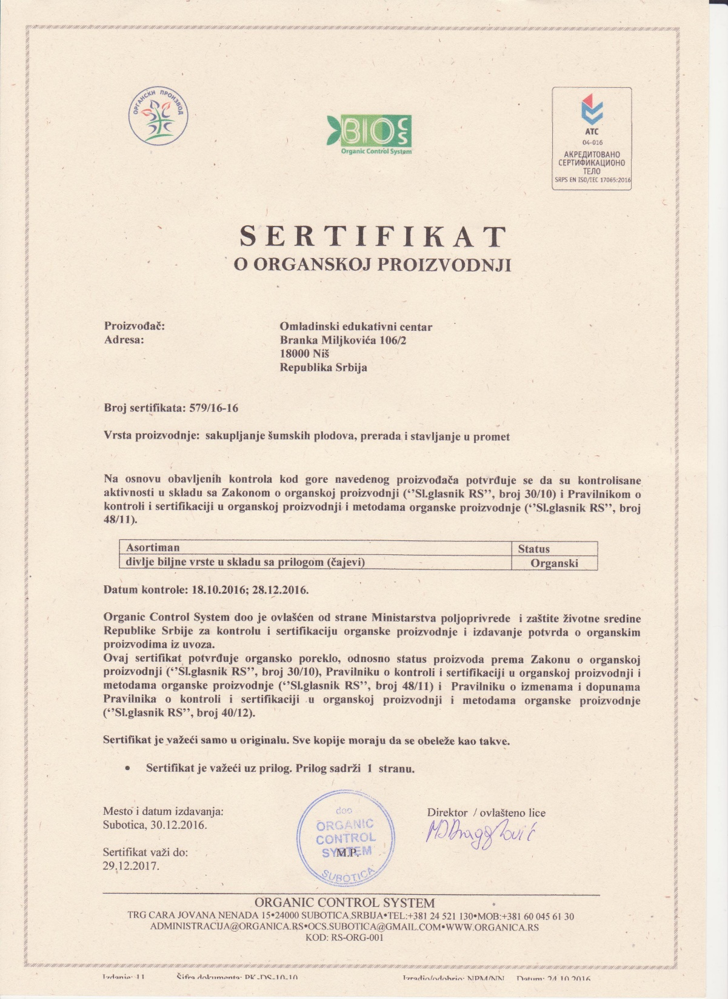 ОРГАНСКИ ПРОИЗВОД
BIO CS
Organic Control System
ATC
04-016
АКРЕДИТОВАНО
СЕРТИФИКАЦИОНО
ТЕЛО
SRPS EN ISO/IEC 17065:2016
SERTIFIKAT
O ORGANSKOJ PROIZVODNJI
Proizvođač: Omladinski edukativni centar
Adresa: Branka Miljkovića 106/2
18000 Niš
Republika Srbija
Broj sertifikata: 579/16-16
Vrsta proizvodnje: sakupljanje šumskih plodova, prerada i stavljanje u promet
Na osnovu obavljenih kontrola kod gore navedenog proizvođača potvrđuje se da su kontrolisane
aktivnosti u skladu sa Zakonom o organskoj proizvodnji (‘’Sl.glasnik RS’’, broj 30/10) i Pravilnikom o
kontroli i sertifikaciji u organskoj proizvodnji i metodama organske proizvodnje (‘’Sl.glasnik RS’’, broj
48/11).
Asortiman Status
divlje biljne vrste u skladu sa prilogom (čajevi) Organski
Datum kontrole: 18.10.2016; 28.12.2016.
Organic Control System doo je ovlašćen od strane Ministarstva poljoprivrede i zaštite životne sredine
Republike Srbije za kontrolu i sertifikaciju organske proizvodnje i izdavanje potvrda o organskim
proizvodima iz uvoza.
Ovaj sertifikat potvrđuje organsko poreklo, odnosno status proizvoda prema Zakonu o organskoj
proizvodnji (‘’Sl.glasnik RS’’, broj 30/10), Pravilniku o kontroli i sertifikaciji u organskoj proizvodnji i
metodama organske proizvodnje (‘’Sl.glasnik RS’’, broj 48/11) i Pravilniku o izmenama i dopunama
Pravilnika o kontroli i sertifikaciji u organskoj proizvodnji i metodama organske proizvodnje
(‘’Sl.glasnik RS’’, broj 40/12).
Sertifikat je važeći samo u originalu. Sve kopije moraju da se obeleže kao takve.
• Sertifikat je važeći uz prilog. Prilog sadrži 1 stranu.
Mesto i datum izdavanja: Direktor / ovlašteno lice
Subotica, 30.12.2016.
doo
ORGANIC
CONTROL
SYSTEM
M.P.
SUBOTICA
Sertifikat važi do:
29.12.2017.
ORGANIC CONTROL SYSTEM
TRG CARA JOVANA NENADA 15•24000 SUBOTICA,SRBIJA•TEL:+381 24 521 130•MOB:+381 60 045 61 30
ADMINISTRACIJA@ORGANICA.RS•OCS.SUBOTICA@GMAIL.COM•WWW.ORGANICA.RS
KOD: RS-ORG-001
Izdanje: 11 Šifra dokumenta: PK-DS-10-10 Izradio/odobrio: NPM/NN Datum: 24.10.2016